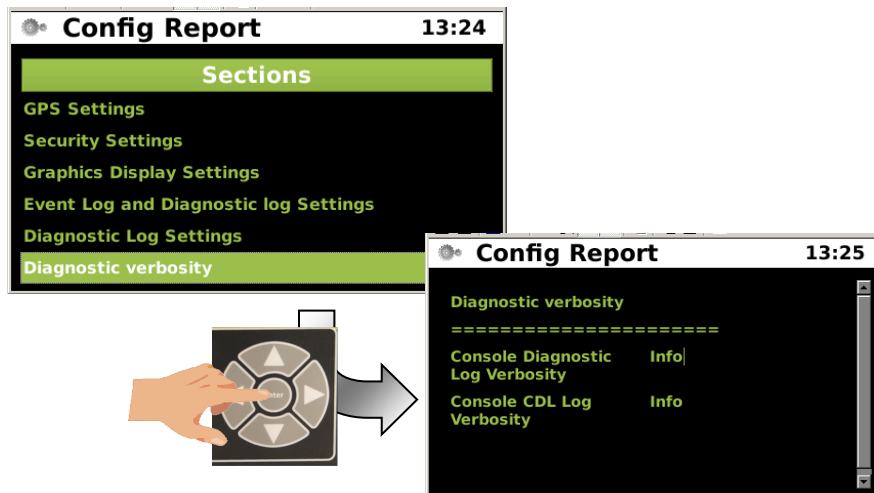 Config Report 13:24
Sections
GPS Settings
Security Settings
Graphics Display Settings
Event Log and Diagnostic log Settings
Diagnostic Log Settings
Diagnostic verbosity
Config Report 13:25
Diagnostic verbosity
======================
Console Diagnostic Info
Log Verbosity
Console CDL Log Info
Verbosity